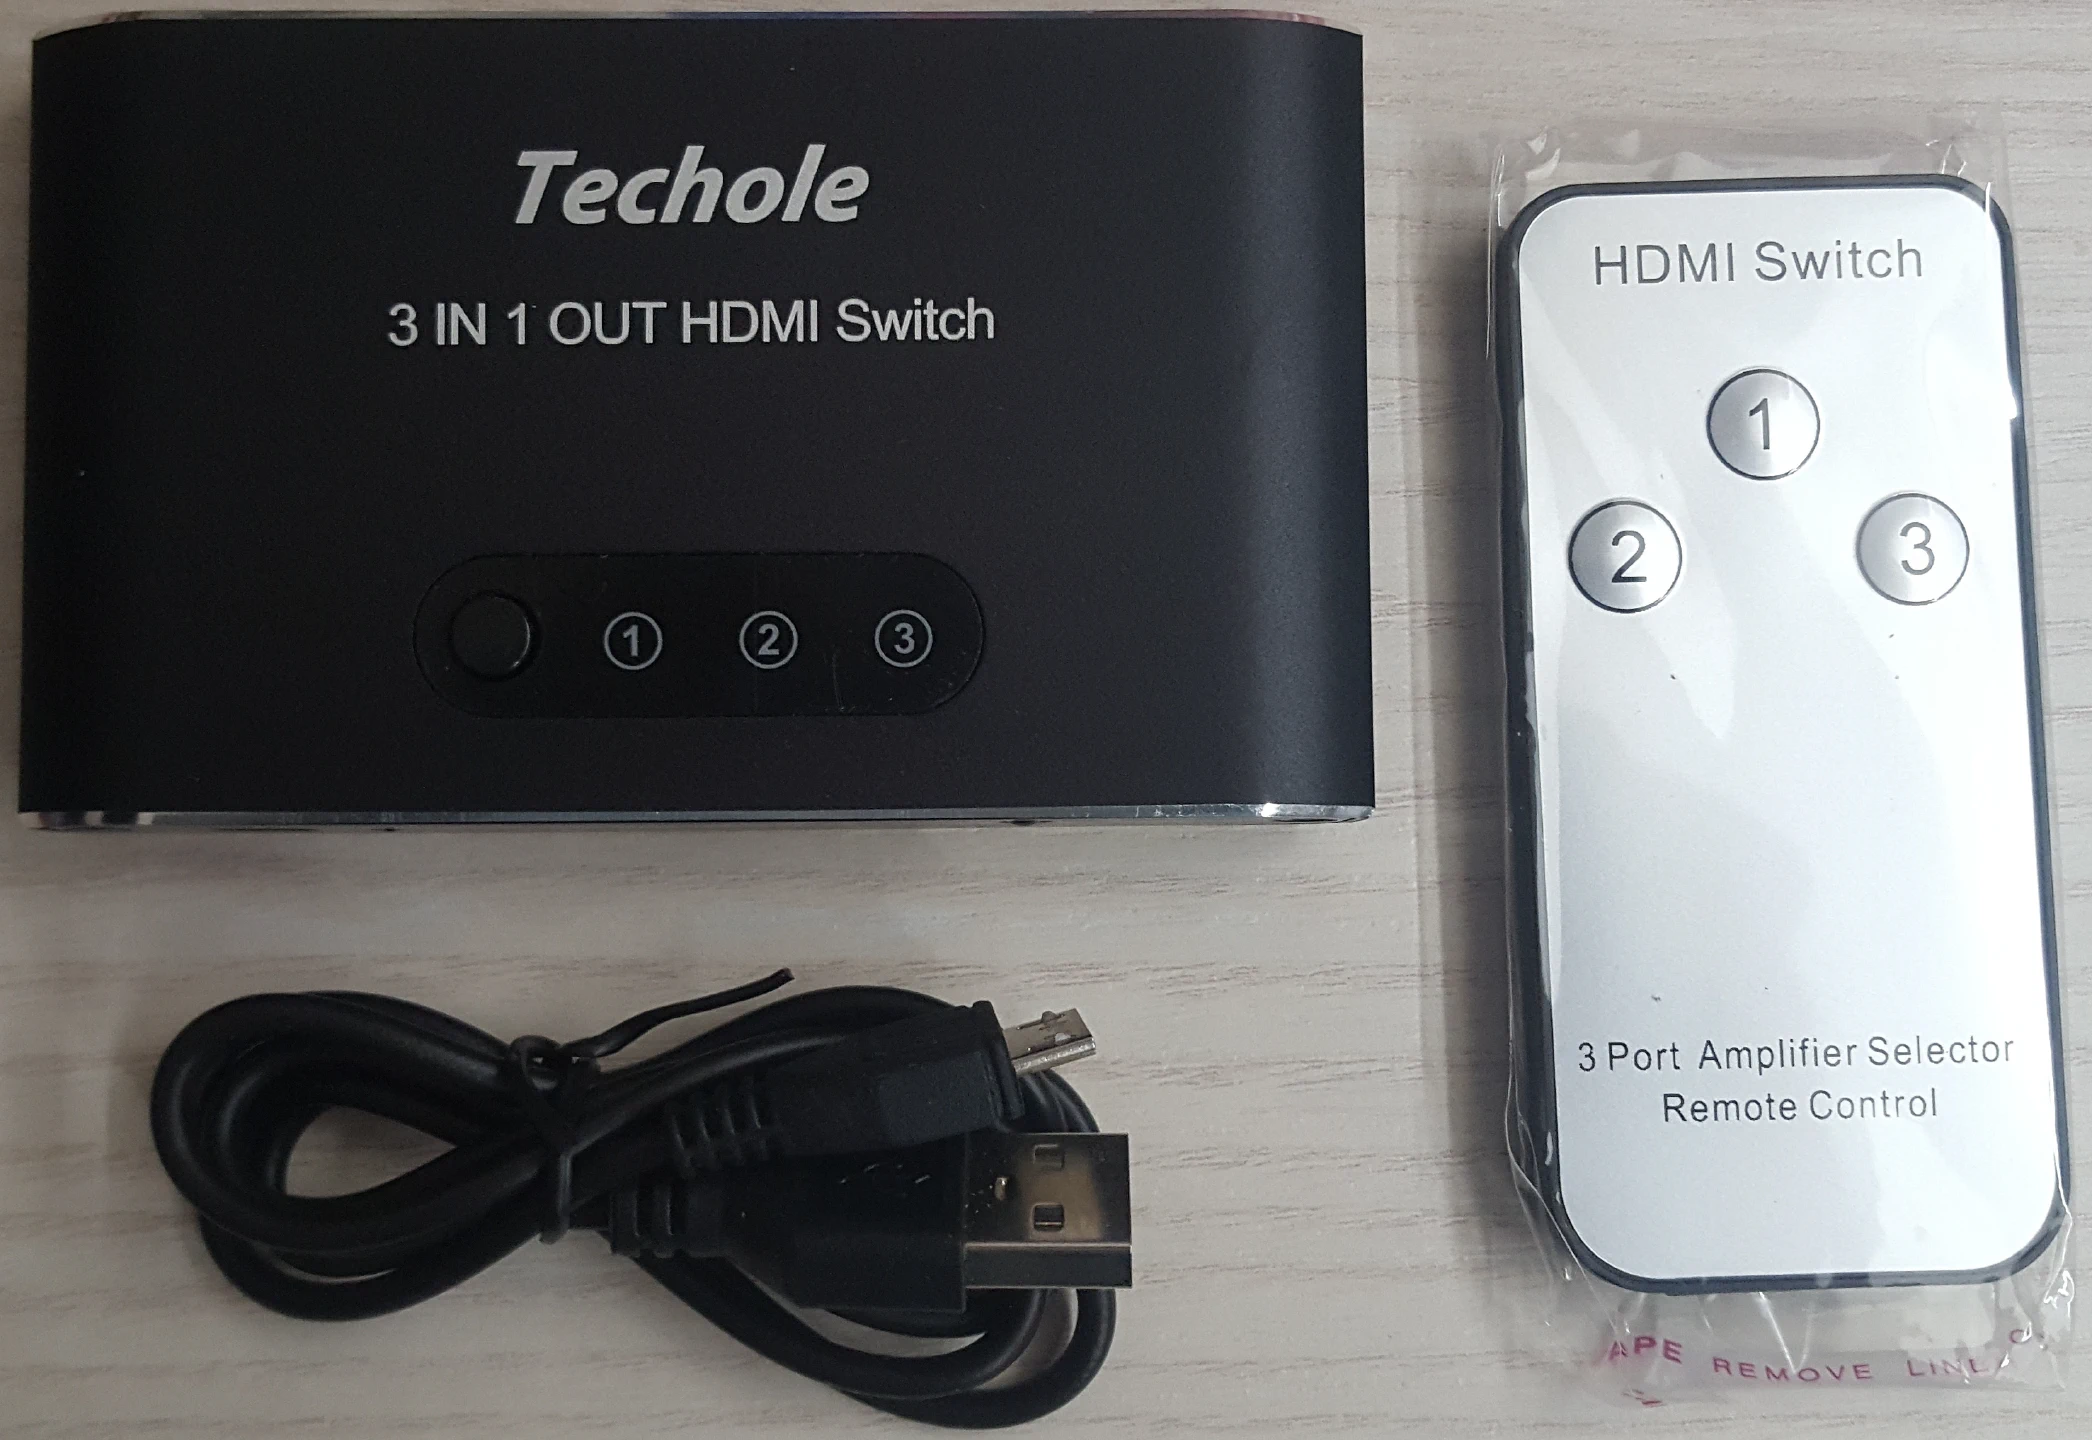 Techole
3 IN 1 OUT HDMI Switch
1 2 3
HDMI Switch
1
2 3
3 Port Amplifier Selector
Remote Control
REMOVE LINE